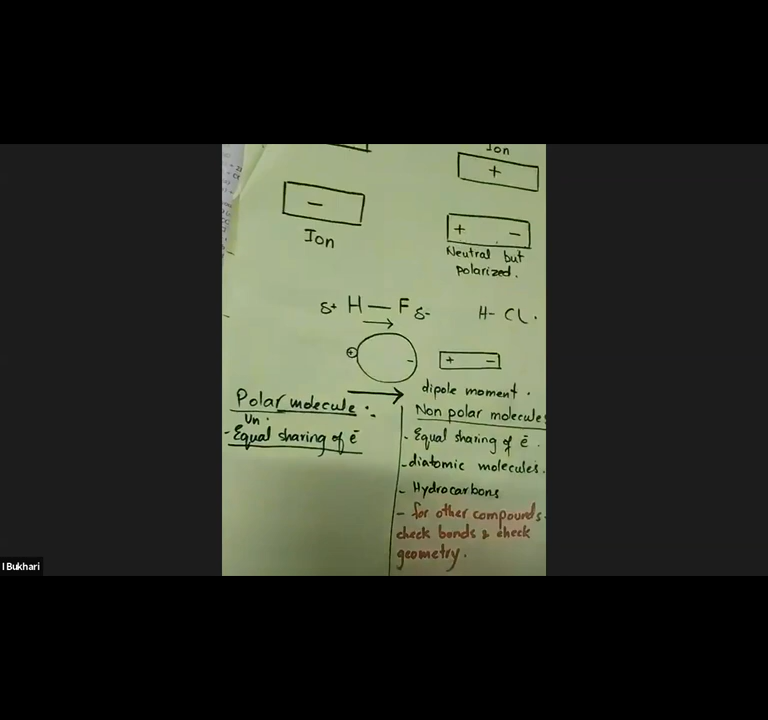 Ion
+
-
+ -
Ion
Neutral but
polarized.
δ+ H — F δ-
H- Cl.
+ -
+ -
dipole moment.
Polar molecule :-
Un.
- Equal sharing of ē
Non polar molecules
- Equal sharing of ē.
- diatomic molecules.
- Hydrocarbons
- for other compounds
check bonds & check
geometry.
I Bukhari